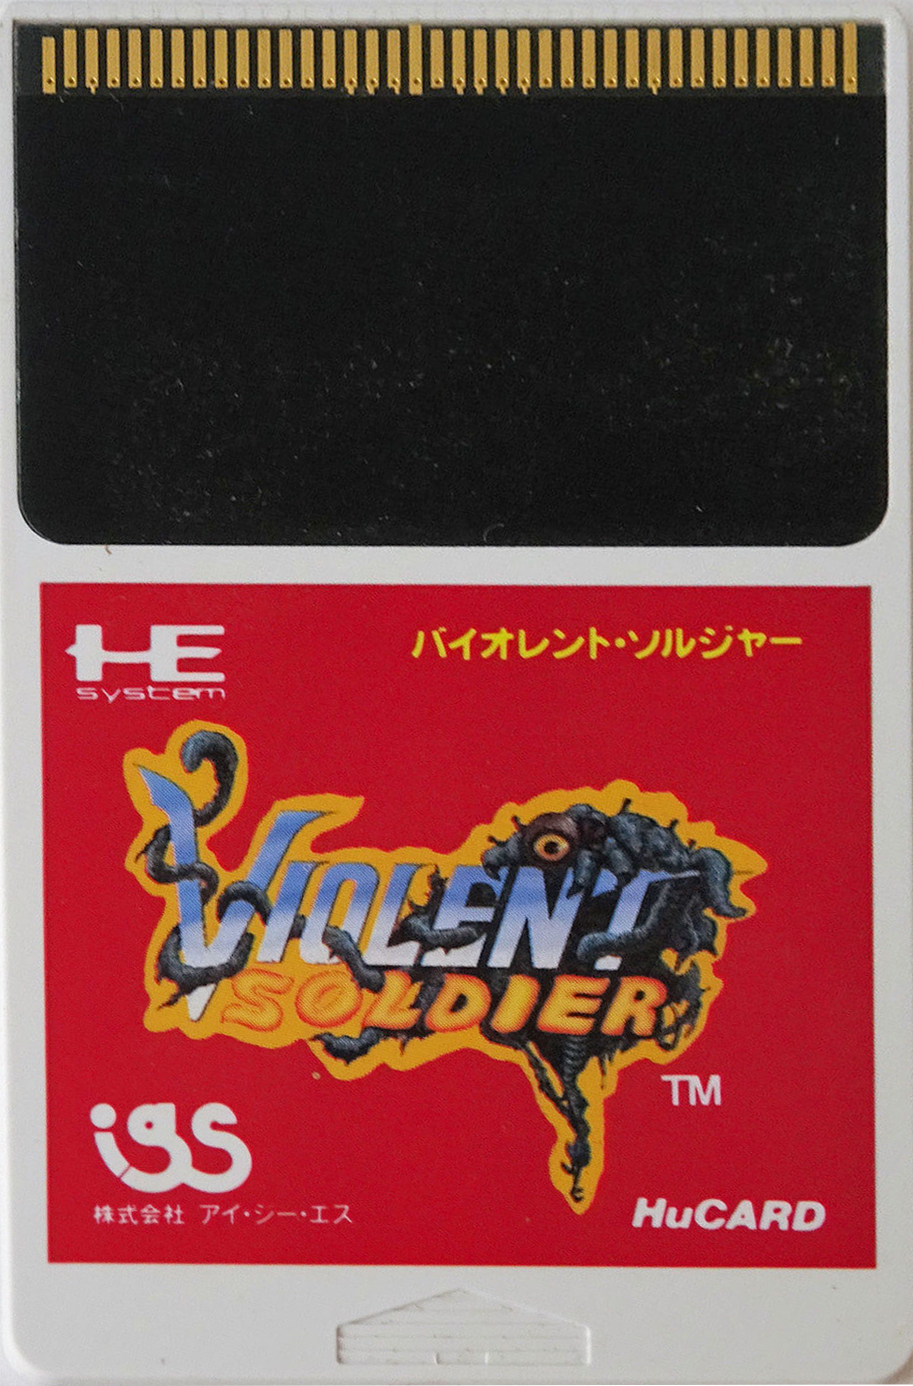 HE
system
バイオレント・ソルジャー
VIOLENT
SOLDIER
TM
igs
株式会社 アイ・ジー・エス
HuCARD